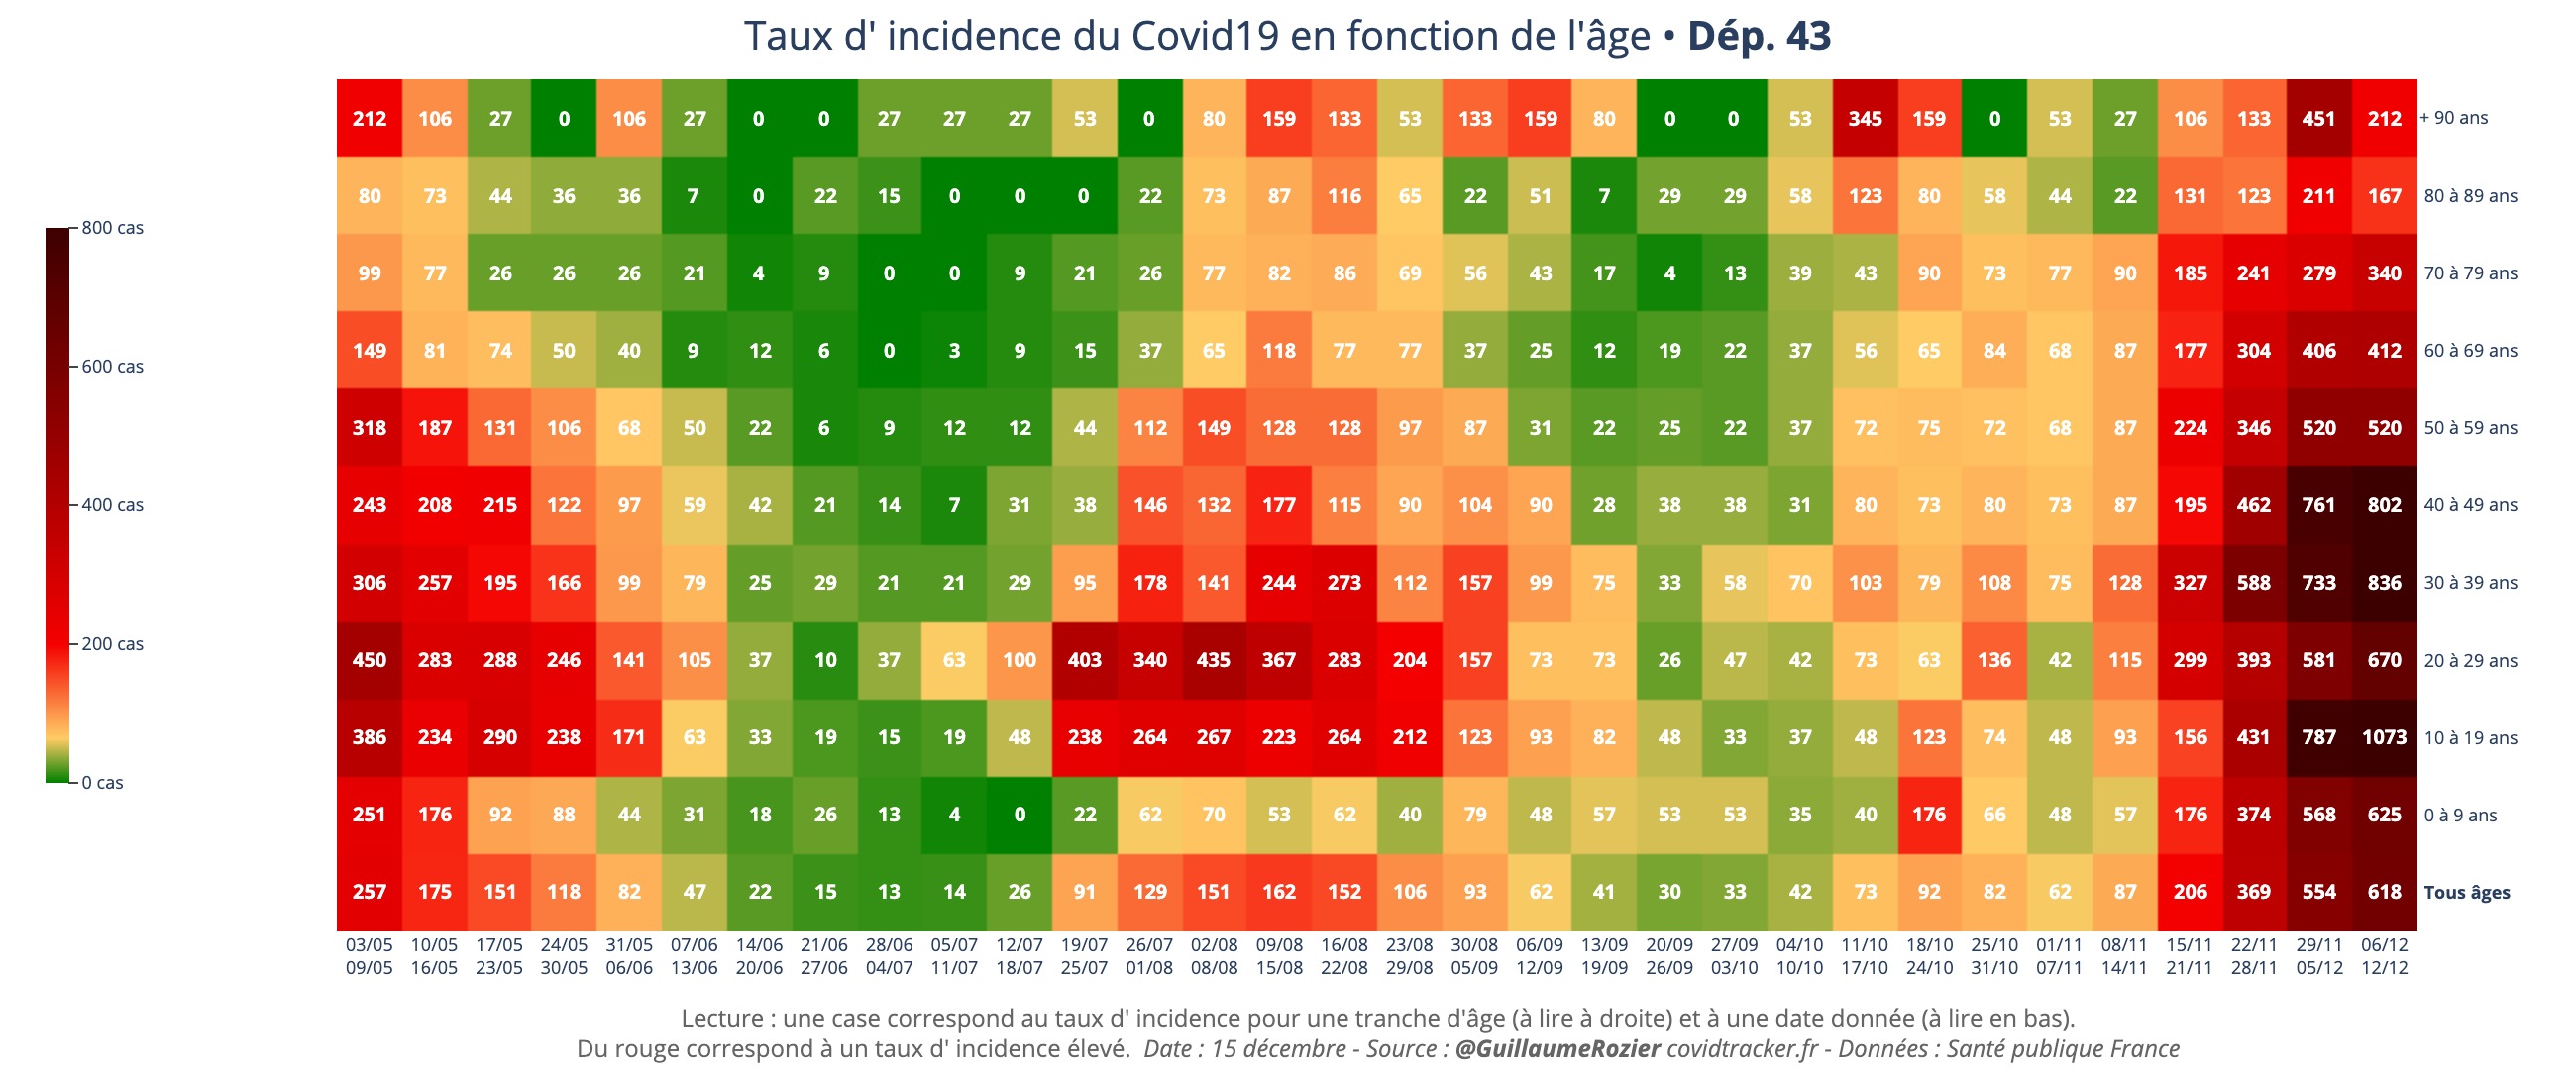 Taux d' incidence du Covid19 en fonction de l'âge • Dép. 43
800 cas
600 cas
400 cas
200 cas
0 cas
212 106 27 0 106 27 0 0 27 27 27 53 0 80 159 133 53 133 159 80 0 0 53 345 159 0 53 27 106 133 451 212 + 90 ans
80 73 44 36 36 7 0 22 15 0 0 0 22 73 87 116 65 22 51 7 29 29 58 123 80 58 44 22 131 123 211 167 80 à 89 ans
99 77 26 26 26 21 4 9 0 0 9 21 26 77 82 86 69 56 43 17 4 13 39 43 90 73 77 90 185 241 279 340 70 à 79 ans
149 81 74 50 40 9 12 6 0 3 9 15 37 65 118 77 77 37 25 12 19 22 37 56 65 84 68 87 177 304 406 412 60 à 69 ans
318 187 131 106 68 50 22 6 9 12 12 44 112 149 128 128 97 87 31 22 25 22 37 72 75 72 68 87 224 346 520 520 50 à 59 ans
243 208 215 122 97 59 42 21 14 7 31 38 146 132 177 115 90 104 90 28 38 38 31 80 73 80 73 87 195 462 761 802 40 à 49 ans
306 257 195 166 99 79 25 29 21 21 29 95 178 141 244 273 112 157 99 75 33 58 70 103 79 108 75 128 327 588 733 836 30 à 39 ans
450 283 288 246 141 105 37 10 37 63 100 403 340 435 367 283 204 157 73 73 26 47 42 73 63 136 42 115 299 393 581 670 20 à 29 ans
386 234 290 238 171 63 33 19 15 19 48 238 264 267 223 264 212 123 93 82 48 33 37 48 123 74 48 93 156 431 787 1073 10 à 19 ans
251 176 92 88 44 31 18 26 13 4 0 22 62 70 53 62 40 79 48 57 53 53 35 40 176 66 48 57 176 374 568 625 0 à 9 ans
257 175 151 118 82 47 22 15 13 14 26 91 129 151 162 152 106 93 62 41 30 33 42 73 92 82 62 87 206 369 554 618 Tous âges
03/05 10/05 17/05 24/05 31/05 07/06 14/06 21/06 28/06 05/07 12/07 19/07 26/07 02/08 09/08 16/08 23/08 30/08 06/09 13/09 20/09 27/09 04/10 11/10 18/10 25/10 01/11 08/11 15/11 22/11 29/11 06/12
09/05 16/05 23/05 30/05 06/06 13/06 20/06 27/06 04/07 11/07 18/07 25/07 01/08 08/08 15/08 22/08 29/08 05/09 12/09 19/09 26/09 03/10 10/10 17/10 24/10 31/10 07/11 14/11 21/11 28/11 05/12 12/12
Lecture : une case correspond au taux d' incidence pour une tranche d'âge (à lire à droite) et à une date donnée (à lire en bas).
Du rouge correspond à un taux d' incidence élevé. Date : 15 décembre - Source : @GuillaumeRozier covidtracker.fr - Données : Santé publique France